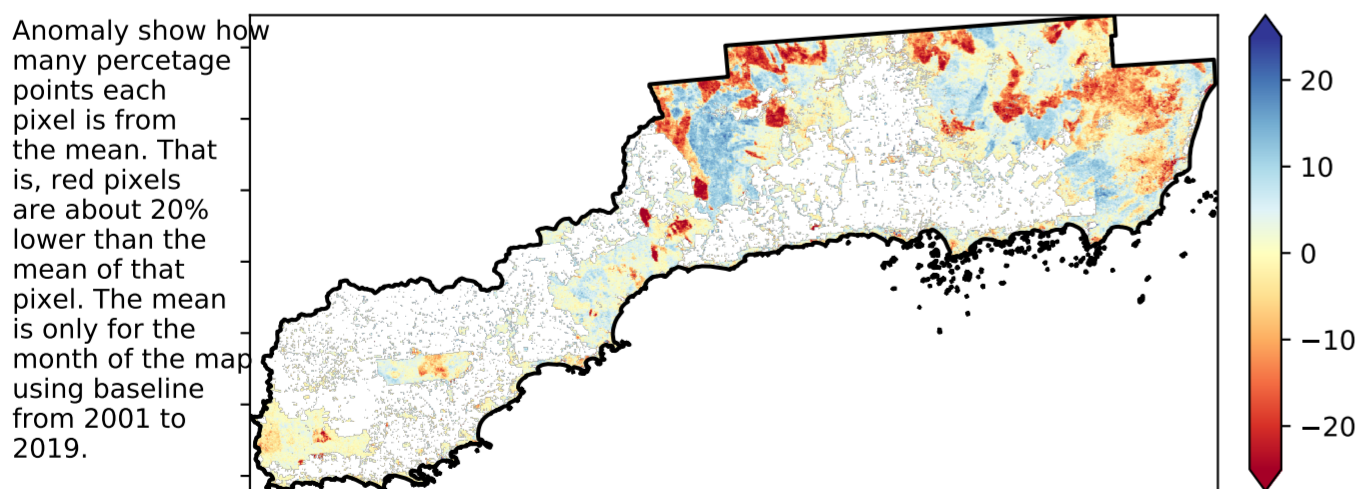 Anomaly show how
many percetage
points each
pixel is from
the mean. That
is, red pixels
are about 20%
lower than the
mean of that
pixel. The mean
is only for the
month of the map
using baseline
from 2001 to
2019.
20
10
0
−10
−20